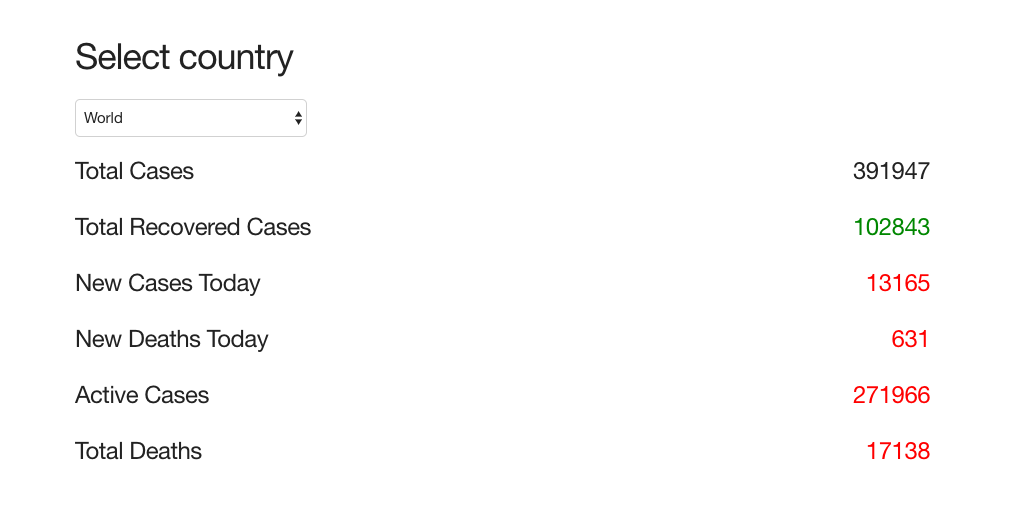 Select country
World
Total Cases 391947
Total Recovered Cases 102843
New Cases Today 13165
New Deaths Today 631
Active Cases 271966
Total Deaths 17138